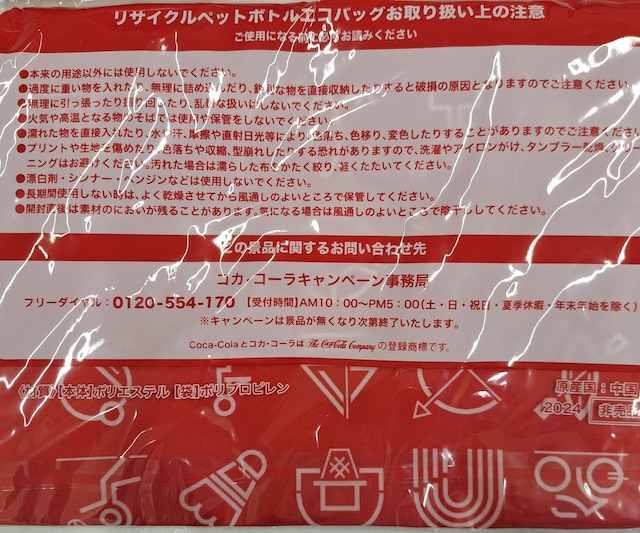 リサイクルペットボトルエコバッグお取り扱い上の注意
ご使用になる前に必ずお読みください
●本来の用途以外には使用しないでください。
●過度に重い物を入れたり、無理に詰め込んだり、鋭利な物を直接収納したりすると破損の原因となりますのでご注意ください。
●無理に引っ張ったり振り回したり、乱暴な扱いはしないでください。
●火気や高温となる物のそばでは使用や保管をしないでください。
●濡れた物を直接入れたり、水や汗、摩擦や直射日光等により、色落ち、色移り、変色したりすることがありますのでご注意ください
●プリントや生地を傷めたり、色落ちや収縮、型崩れしたりする恐れがありますので、洗濯やアイロンがけ、タンブラー乾燥、クリー
ニングはお避けください。汚れた場合は濡らした布をかたく絞り、軽くたたいてください。
●漂白剤・シンナー・ベンジンなどは使用しないでください。
●長期間使用しない時は、よく乾燥させてから風通しのよいところで保管してください。
●開封直後は素材のにおいが残ることがあります。気になる場合は風通しのよいところで陰干ししてください。
この景品に関するお問い合わせ先
コカ・コーラキャンペーン事務局
フリーダイヤル：0120-554-170 【受付時間】AM10：00～PM5：00(土・日・祝日・夏季休暇・年末年始を除く)
※キャンペーンは景品が無くなり次第終了いたします。
Coca-Colaとコカ・コーラは The Coca-Cola Company の登録商標です。
〈材質〉【本体】ポリエステル【袋】ポリプロピレン
原産国：中国
2024 非売品